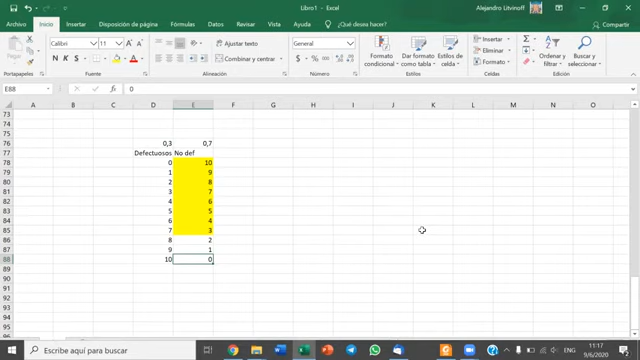 Libro1 - Excel
Alejandro Litvinoff
Archivo Inicio Insertar Disposición de página Fórmulas Datos Revisar Vista Ayuda ¿Qué desea hacer?
Calibri 11 Ajustar texto General Insertar
Pegar N K S Combinar y centrar $ % 000 Formato condicional Dar formato como tabla Estilos de celda Eliminar Formato Ordenar y filtrar Buscar y seleccionar
Portapapeles Fuente Alineación Número Estilos Celdas Edición
E88 fx 0
A B C D E F G H I J K L M N O
73
74
75
76 0,3 0,7
77 Defectuosos No def
78 0 10
79 1 9
80 2 8
81 3 7
82 4 6
83 5 5
84 6 4
85 7 3
86 8 2
87 9 1
88 10 0
89
90
91
92
93
94
95
96
Escribe aquí para buscar
ENG
11:17
9/6/2020